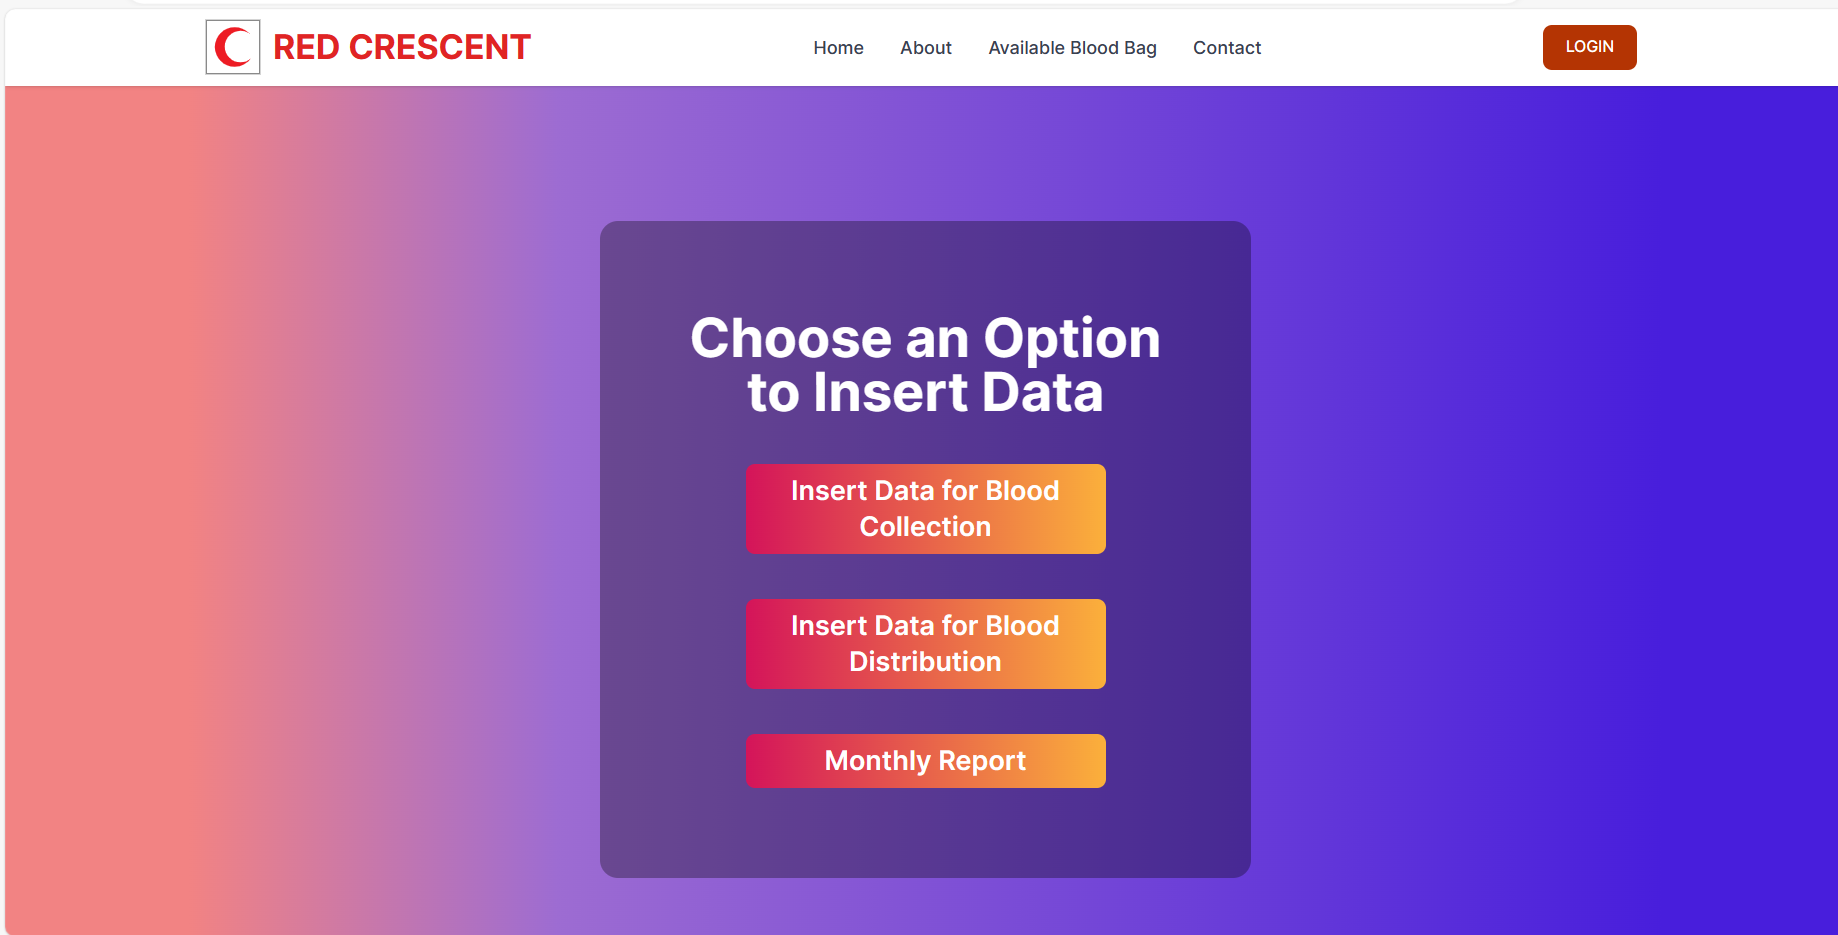 RED CRESCENT
Home About Available Blood Bag Contact
LOGIN
Choose an Option
to Insert Data
Insert Data for Blood
Collection
Insert Data for Blood
Distribution
Monthly Report